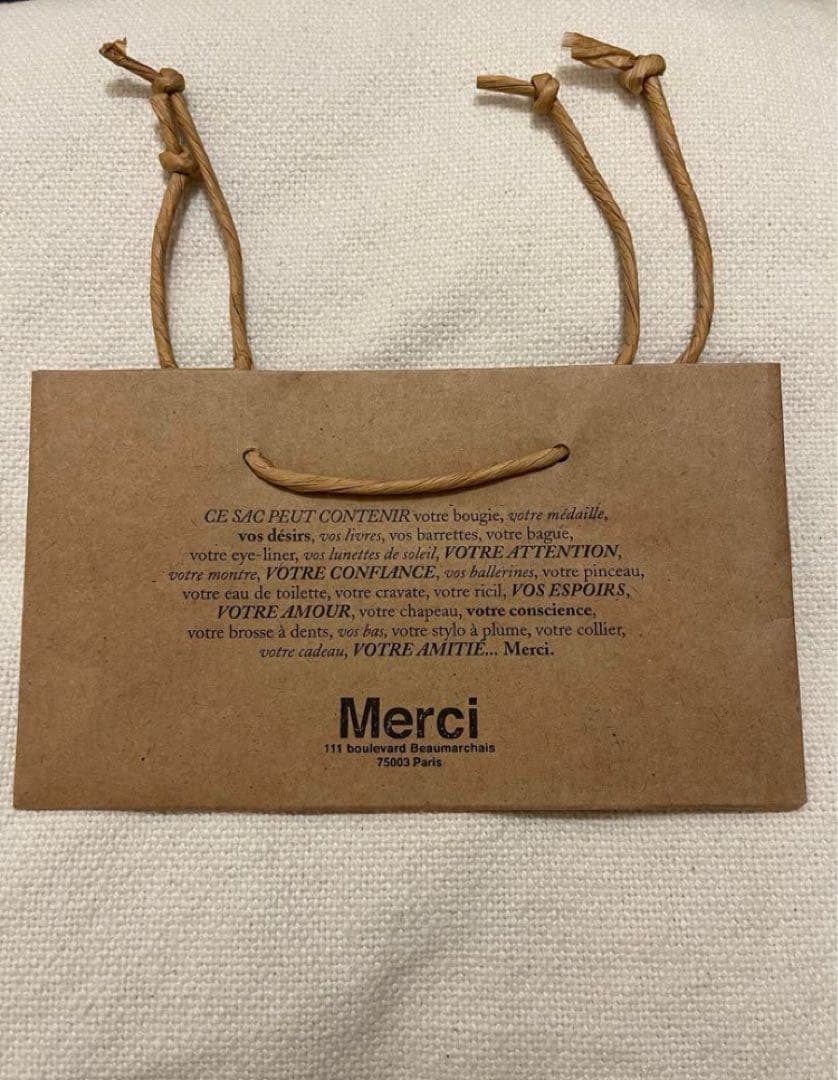 CE SAC PEUT CONTENIR votre bougie, votre médaille,
vos désirs, vos livres, vos barrettes, votre bague,
votre eye-liner, vos lunettes de soleil, VOTRE ATTENTION,
votre montre, VOTRE CONFIANCE, vos ballerines, votre pinceau,
votre eau de toilette, votre cravate, votre ricil, VOS ESPOIRS,
VOTRE AMOUR, votre chapeau, votre conscience,
votre brosse à dents, vos bas, votre stylo à plume, votre collier,
votre cadeau, VOTRE AMITIÉ... Merci.
Merci
111 boulevard Beaumarchais
75003 Paris